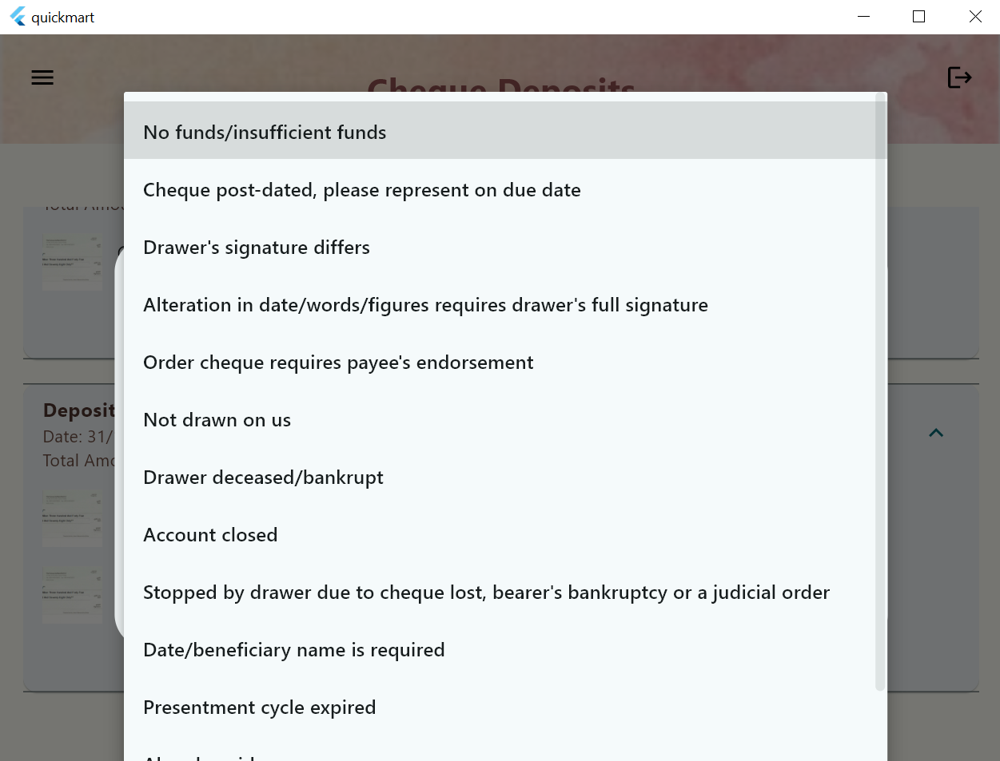 quickmart
Cheque Deposits
No funds/insufficient funds
Cheque post-dated, please represent on due date
Drawer's signature differs
Alteration in date/words/figures requires drawer's full signature
Order cheque requires payee's endorsement
Deposit
Not drawn on us
Date: 31/
Total Amo
Drawer deceased/bankrupt
Account closed
Stopped by drawer due to cheque lost, bearer's bankruptcy or a judicial order
Date/beneficiary name is required
Presentment cycle expired